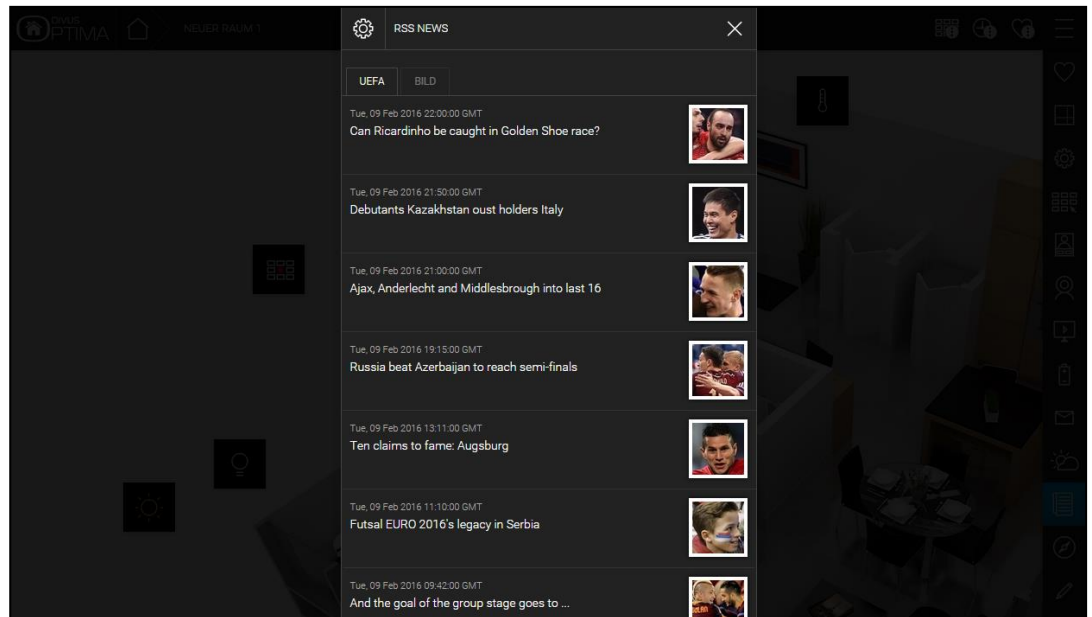 DIVUS
OPTIMA
NEUER RAUM 1
RSS NEWS
UEFA
BILD
Tue, 09 Feb 2016 22:00:00 GMT
Can Ricardinho be caught in Golden Shoe race?
Tue, 09 Feb 2016 21:50:00 GMT
Debutants Kazakhstan oust holders Italy
Tue, 09 Feb 2016 21:00:00 GMT
Ajax, Anderlecht and Middlesbrough into last 16
Tue, 09 Feb 2016 19:15:00 GMT
Russia beat Azerbaijan to reach semi-finals
Tue, 09 Feb 2016 13:11:00 GMT
Ten claims to fame: Augsburg
Tue, 09 Feb 2016 11:10:00 GMT
Futsal EURO 2016's legacy in Serbia
Tue, 09 Feb 2016 09:42:00 GMT
And the goal of the group stage goes to ...